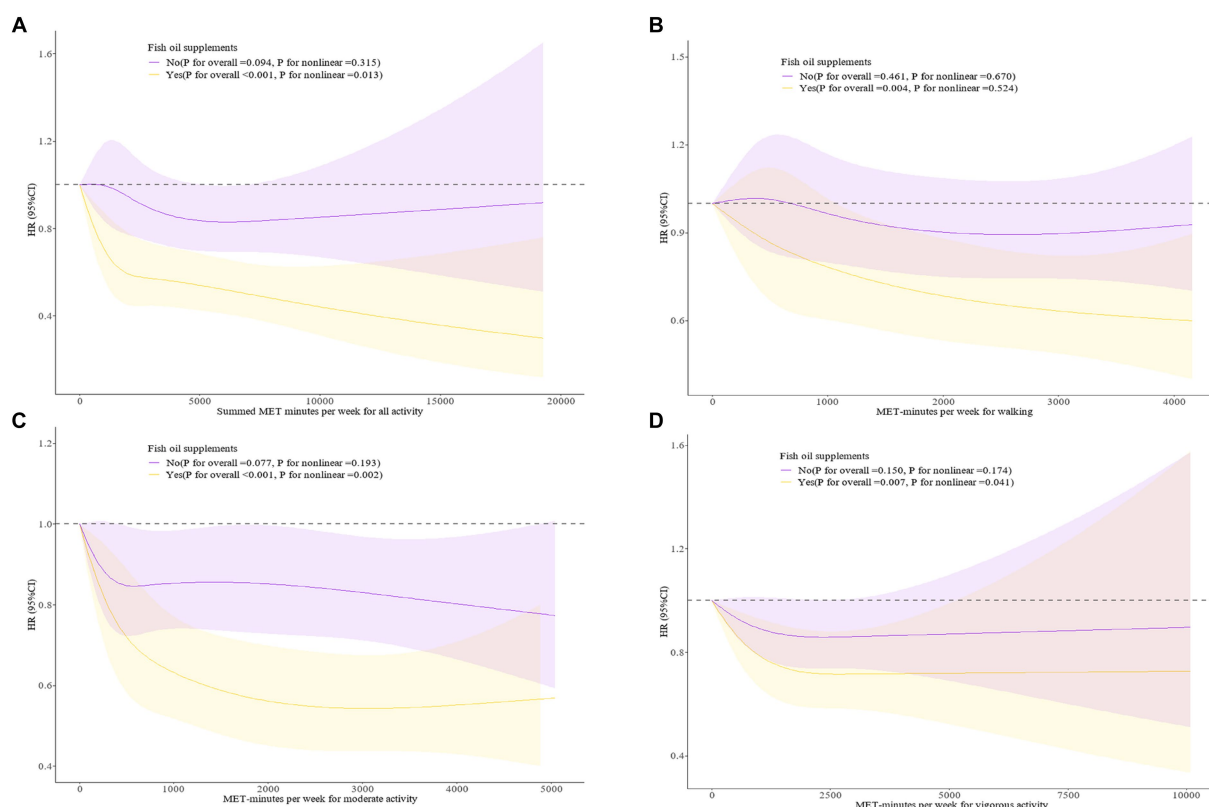 A
Fish oil supplements
No(P for overall =0.094, P for nonlinear =0.315)
Yes(P for overall <0.001, P for nonlinear =0.013)
HR (95%CI)
1.6
1.2
0.8
0.4
0
5000
10000
15000
20000
Summed MET minutes per week for all activity
B
Fish oil supplements
No(P for overall =0.461, P for nonlinear =0.670)
Yes(P for overall =0.004, P for nonlinear =0.524)
HR (95%CI)
1.5
1.2
0.9
0.6
0
1000
2000
3000
4000
MET-minutes per week for walking
C
Fish oil supplements
No(P for overall =0.077, P for nonlinear =0.193)
Yes(P for overall <0.001, P for nonlinear =0.002)
HR (95%CI)
1.2
1.0
0.8
0.6
0.4
0
1000
2000
3000
4000
5000
MET-minutes per week for moderate activity
D
Fish oil supplements
No(P for overall =0.150, P for nonlinear =0.174)
Yes(P for overall =0.007, P for nonlinear =0.041)
HR (95%CI)
1.6
1.2
0.8
0.4
0
2500
5000
7500
10000
MET-minutes per week for vigorous activity